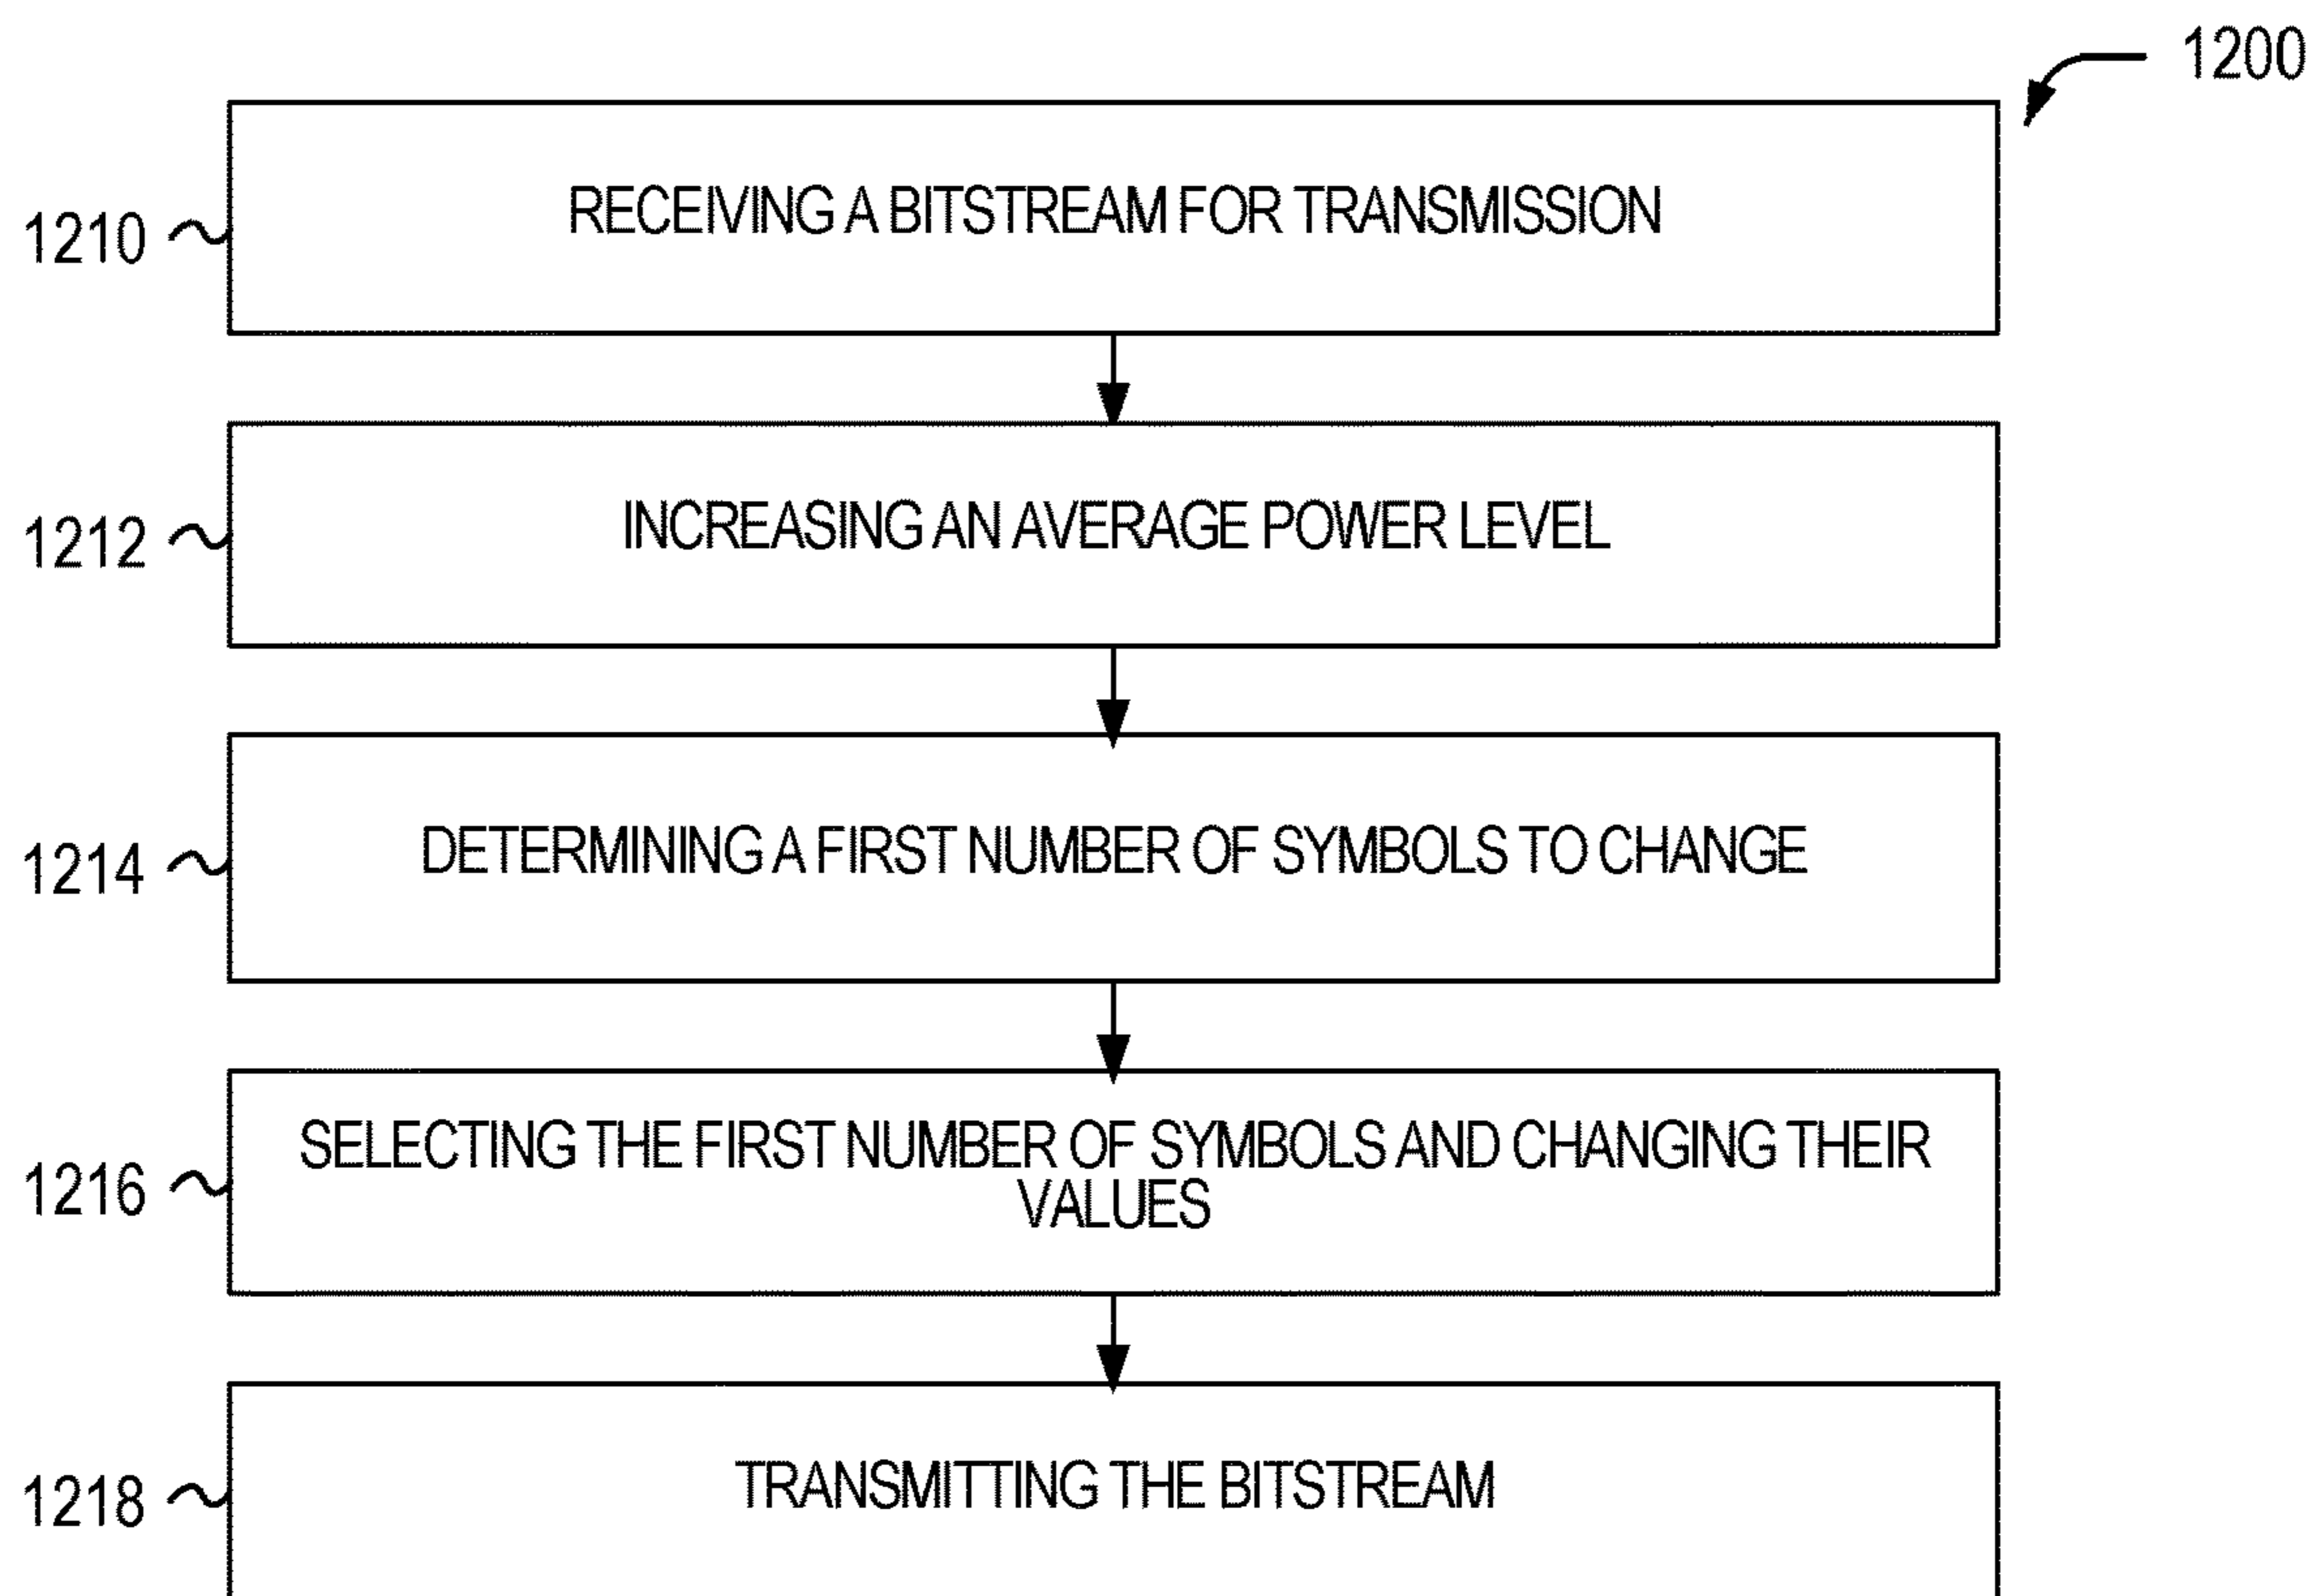 1200
RECEIVING A BITSTREAM FOR TRANSMISSION
1210
INCREASING AN AVERAGE POWER LEVEL
1212
DETERMINING A FIRST NUMBER OF SYMBOLS TO CHANGE
1214
SELECTING THE FIRST NUMBER OF SYMBOLS AND CHANGING THEIR
VALUES
1216
TRANSMITTING THE BITSTREAM
1218